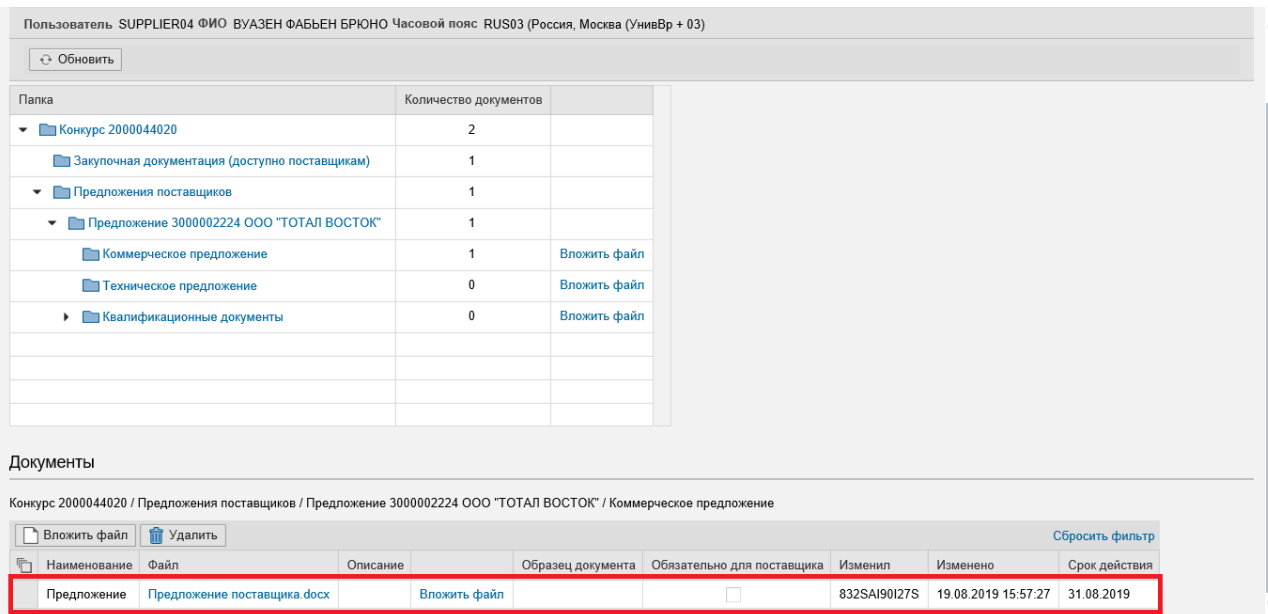 Пользователь SUPPLIER04 ФИО ВУАЗЕН ФАБЬЕН БРЮНО Часовой пояс RUS03 (Россия, Москва (УнивВр + 03)
Обновить
Папка Количество документов
Конкурс 2000044020 2
Закупочная документация (доступно поставщикам) 1
Предложения поставщиков 1
Предложение 3000002224 ООО "ТОТАЛ ВОСТОК" 1
Коммерческое предложение 1 Вложить файл
Техническое предложение 0 Вложить файл
Квалификационные документы 0 Вложить файл
Документы
Конкурс 2000044020 / Предложения поставщиков / Предложение 3000002224 ООО "ТОТАЛ ВОСТОК" / Коммерческое предложение
Вложить файл Удалить Сбросить фильтр
Наименование Файл Описание Образец документа Обязательно для поставщика Изменил Изменено Срок действия
Предложение Предложение поставщика.docx Вложить файл 832SAI90I27S 19.08.2019 15:57:27 31.08.2019